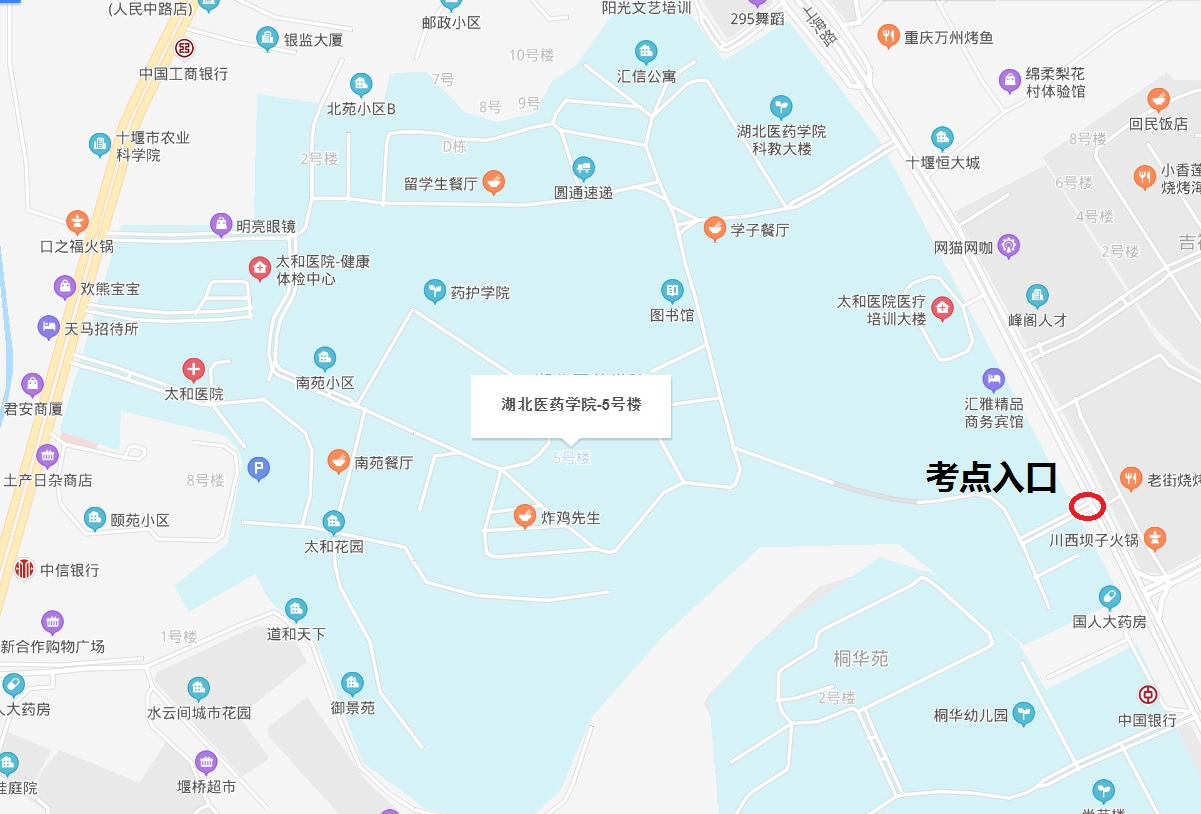 (人民中路店)
邮政小区
阳光文艺培训
295舞蹈
上海路
银监大厦
中国工商银行
10号楼
汇信公寓
重庆万州烤鱼
绵柔梨花
村体验馆
7号
8号
9号
北苑小区B
湖北医药学院
科教大楼
回民饭店
十堰市农业
科学院
D栋
2号楼
8号楼
十堰恒大城
小香莲
留学生餐厅
圆通速递
6号楼
口之福火锅
明亮眼镜
学子餐厅
4号楼
网猫网咖
2号楼
太和医院-健康
体检中心
欢熊宝宝
药护学院
图书馆
太和医院医疗
培训大楼
峰阁人才
天马招待所
南苑小区
太和医院
君安商厦
湖北医药学院-5号楼
汇雅精品
商务宾馆
5号楼
南苑餐厅
P
土产日杂商店
8号楼
考点入口
老街烧烤
颐苑小区
炸鸡先生
太和花园
川西坝子火锅
中信银行
国人大药房
道和天下
新合作购物广场
1号楼
桐华苑
2号楼
人大药房
水云间城市花园
御景苑
桐华幼儿园
中国银行
堰桥超市
佳庭院